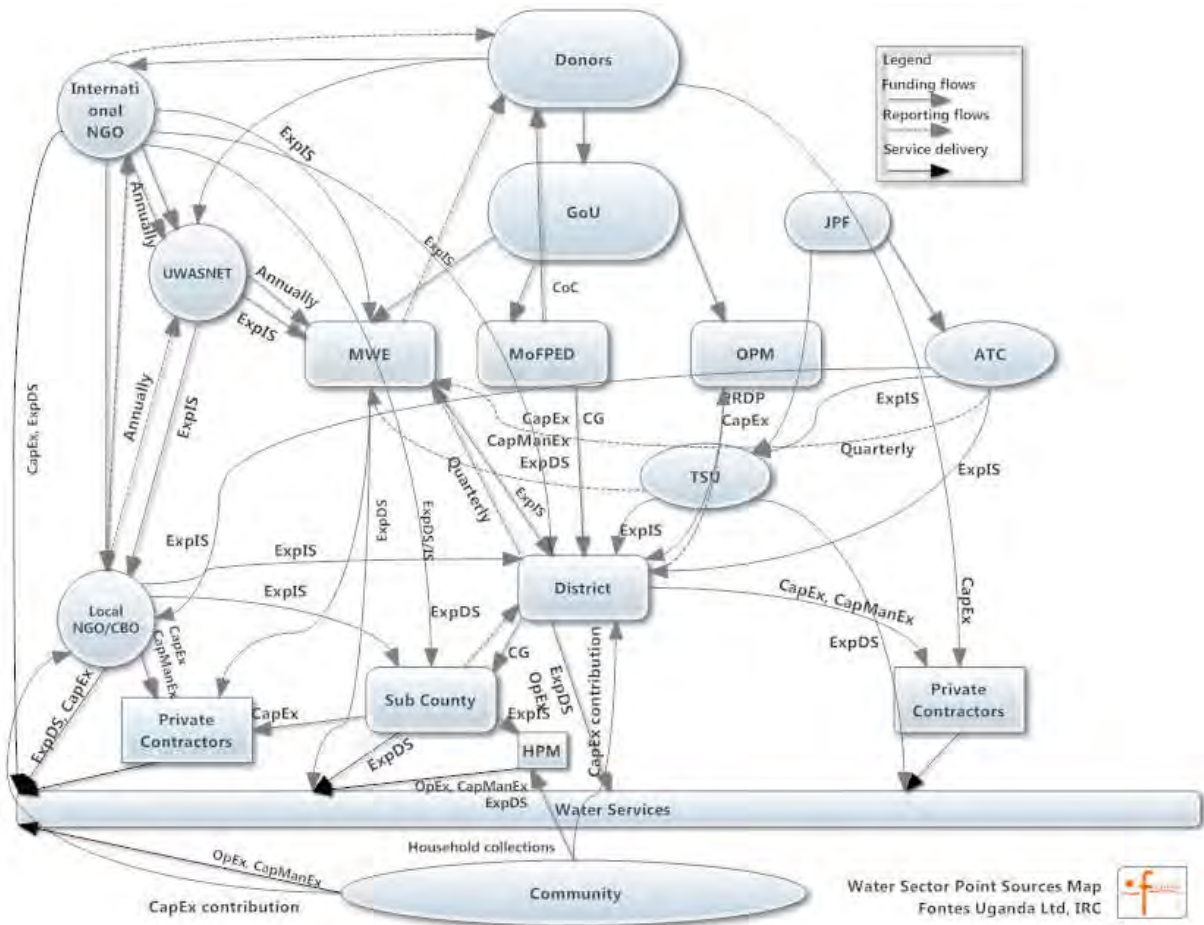 Donors
Legend
Funding flows
Reporting flows
Service delivery
Internati
onal
NGO
ExpIS
Annually
GoU
JPF
ExpIS
UWASNET
Annually
ExpIS
CoC
MWE
MoFPED
OPM
ATC
CapEx, ExpDS
Annually
ExpIS
CapEx
CapManEx
ExpDS
CG
PRDP
CapEx
ExpIS
Quarterly
TSU
ExpIS
Quarterly
ExpIS
ExpDS
ExpDS/IS
ExpIS
ExpIS
ExpIS
District
Local
NGO/CBO
ExpIS
ExpDS
CapEx, CapManEx
CapEx
ExpDS
CapEx
CapManEx
CG
ExpDS
OpEx
CapEx contribution
Sub County
Private
Contractors
ExpDS, CapEx
Private
Contractors
CapEx
ExpIS
HPM
ExpDS
OpEx, CapManEx
ExpDS
Water Services
Household collections
OpEx, CapManEx
Community
CapEx contribution
Water Sector Point Sources Map
Fontes Uganda Ltd, IRC